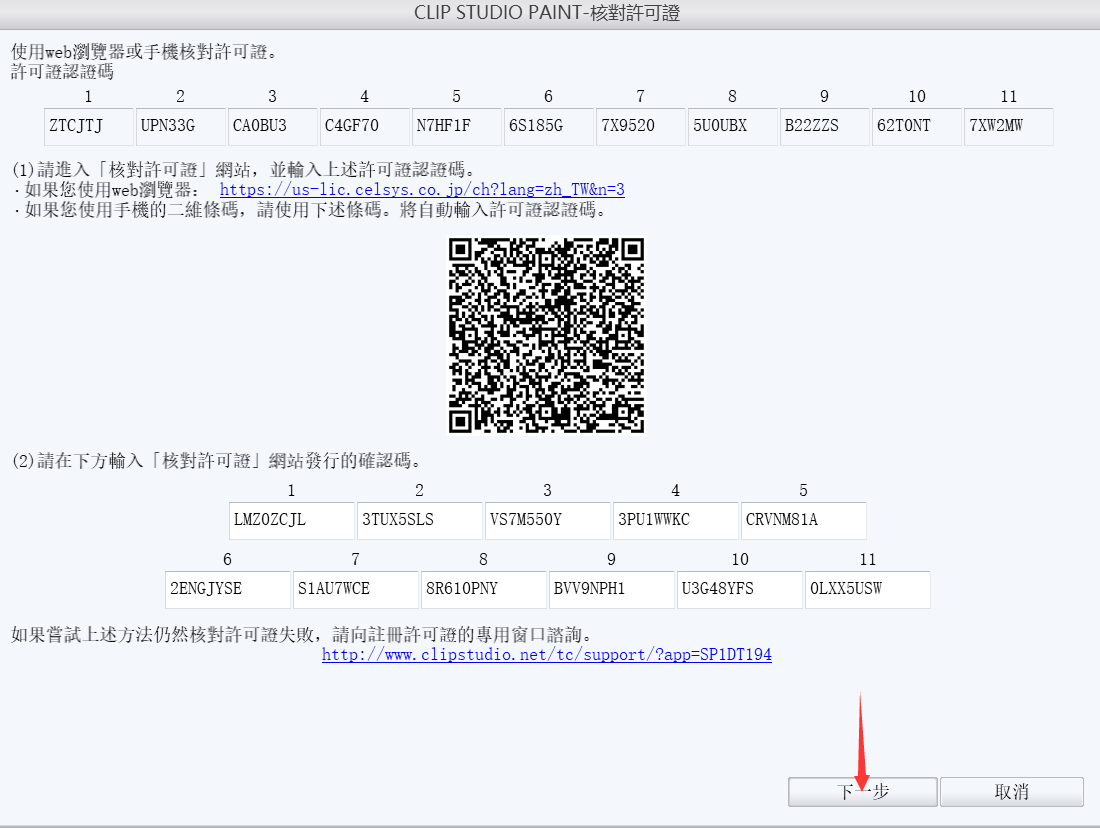 CLIP STUDIO PAINT-核對許可證
使用web瀏覽器或手機核對許可證。
許可證認證碼
1 2 3 4 5 6 7 8 9 10 11
ZTCJTJ UPN33G CA0BU3 C4GF70 N7HF1F 6S185G 7X9520 5U0UBX B22ZZS 62T0NT 7XW2MW
(1)請進入「核對許可證」網站，並輸入上述許可證認證碼。
·如果您使用web瀏覽器： https://us-lic.celsys.co.jp/ch?lang=zh_TW&n=3
·如果您使用手機的二維條碼，請使用下述條碼。將自動輸入許可證認證碼。
(2)請在下方輸入「核對許可證」網站發行的確認碼。
1 2 3 4 5
LMZ0ZCJL 3TUX5SLS VS7M550Y 3PU1WWKC CRVNM81A
6 7 8 9 10 11
2ENGJYSE S1AU7WCE 8R610PNY BVV9NPH1 U3G48YFS 0LXX5USW
如果嘗試上述方法仍然核對許可證失敗，請向註冊許可證的專用窗口諮詢。
http://www.clipstudio.net/tc/support/?app=SP1DT194
下一步 取消